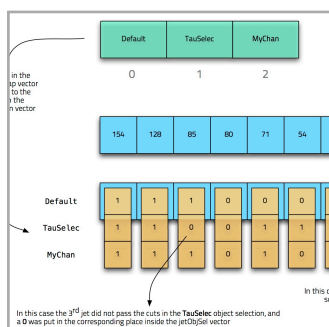 Default TauSelec MyChan
0 1 2
in the
ap vector
to the
n the
n vector
154 128 85 80 71 54
Default 1 1 1 0 0 0
TauSelec 1 1 0 0 1 1
MyChan 1 1 1 0 1 1
In this c
In this case the 3rd jet did not pass the cuts in the TauSelec object selection, and
a 0 was put in the corresponding place inside the jetObjSel vector